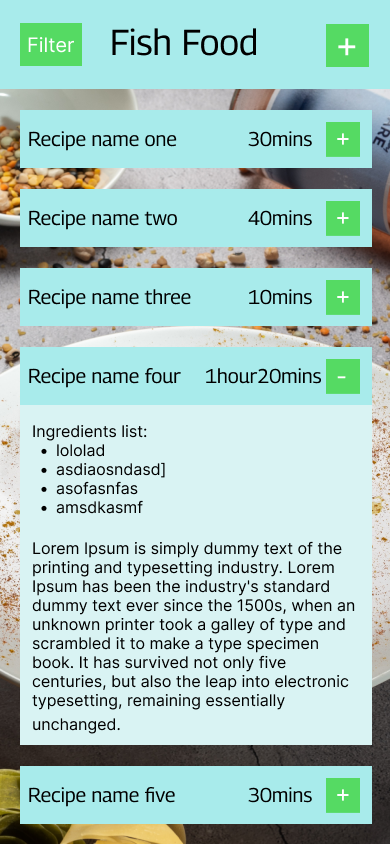 Filter Fish Food +
Recipe name one 30mins +
Recipe name two 40mins +
Recipe name three 10mins +
Recipe name four 1hour20mins -
Ingredients list:
• lololad
• asdiaosndasd]
• asofasnfas
• amsdkasmf
Lorem Ipsum is simply dummy text of the
printing and typesetting industry. Lorem
Ipsum has been the industry's standard
dummy text ever since the 1500s, when an
unknown printer took a galley of type and
scrambled it to make a type specimen
book. It has survived not only five
centuries, but also the leap into electronic
typesetting, remaining essentially
unchanged.
Recipe name five 30mins +